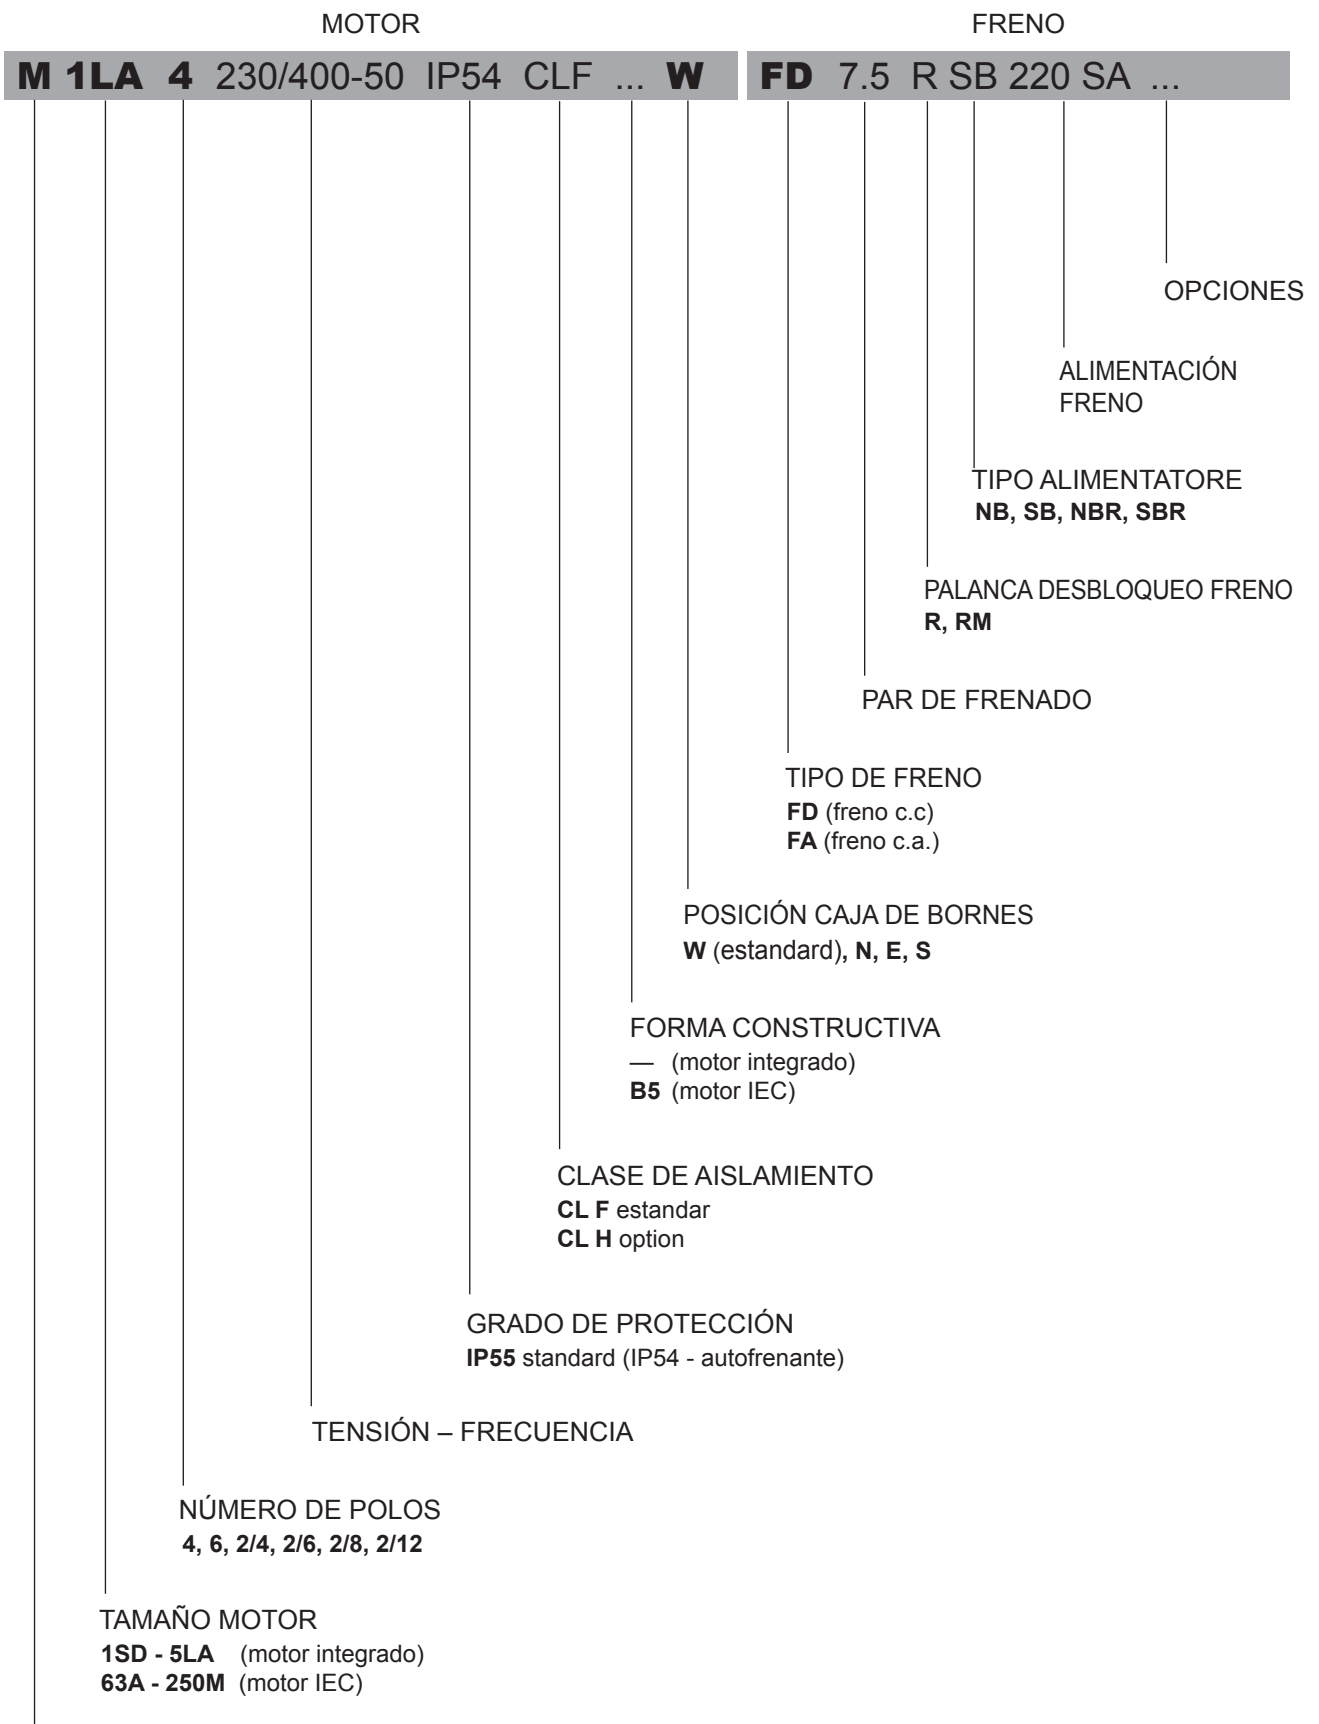 MOTOR FRENO
M 1LA 4 230/400-50 IP54 CLF ... W FD 7.5 R SB 220 SA ...
OPCIONES
ALIMENTACIÓN
FRENO
TIPO ALIMENTATORE
NB, SB, NBR, SBR
PALANCA DESBLOQUEO FRENO
R, RM
PAR DE FRENADO
TIPO DE FRENO
FD (freno c.c)
FA (freno c.a.)
POSICIÓN CAJA DE BORNES
W (estandard), N, E, S
FORMA CONSTRUCTIVA
— (motor integrado)
B5 (motor IEC)
CLASE DE AISLAMIENTO
CL F estandar
CL H option
GRADO DE PROTECCIÓN
IP55 standard (IP54 - autofrenante)
TENSIÓN – FRECUENCIA
NÚMERO DE POLOS
4, 6, 2/4, 2/6, 2/8, 2/12
TAMAÑO MOTOR
1SD - 5LA (motor integrado)
63A - 250M (motor IEC)